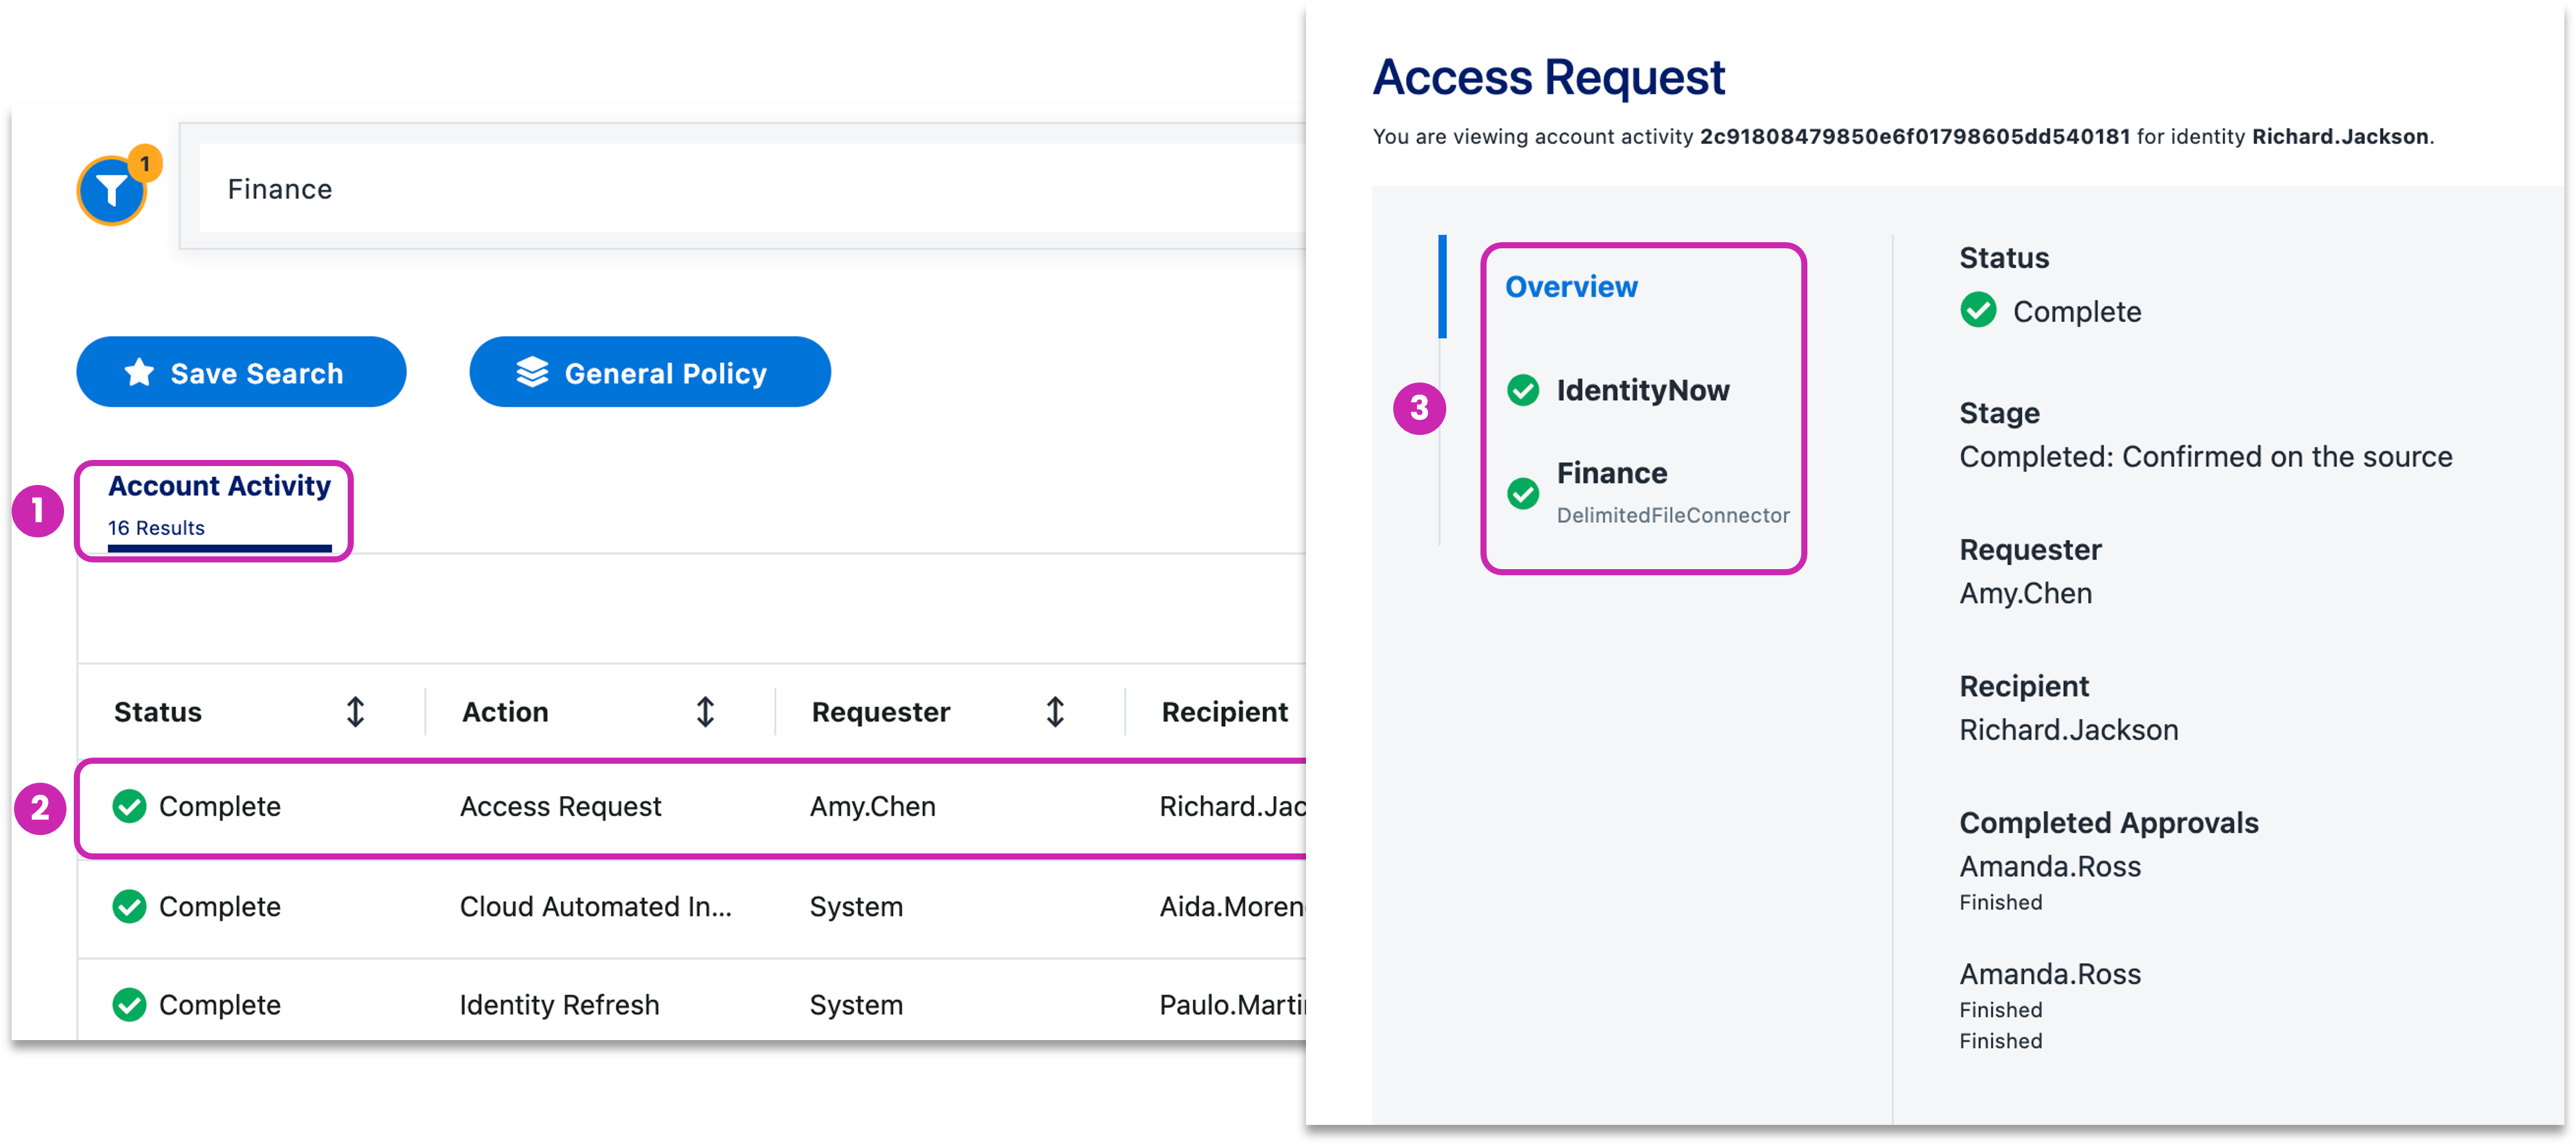 1
Finance
Save Search
General Policy
1
Account Activity
16 Results
Status Action Requester Recipient
2
Complete Access Request Amy.Chen Richard.Jac
Complete Cloud Automated In... System Aida.Moren
Complete Identity Refresh System Paulo.Marti
Access Request
You are viewing account activity 2c91808479850e6f01798605dd540181 for identity Richard.Jackson.
3
Overview
IdentityNow
Finance
DelimitedFileConnector
Status
Complete
Stage
Completed: Confirmed on the source
Requester
Amy.Chen
Recipient
Richard.Jackson
Completed Approvals
Amanda.Ross
Finished
Amanda.Ross
Finished
Finished